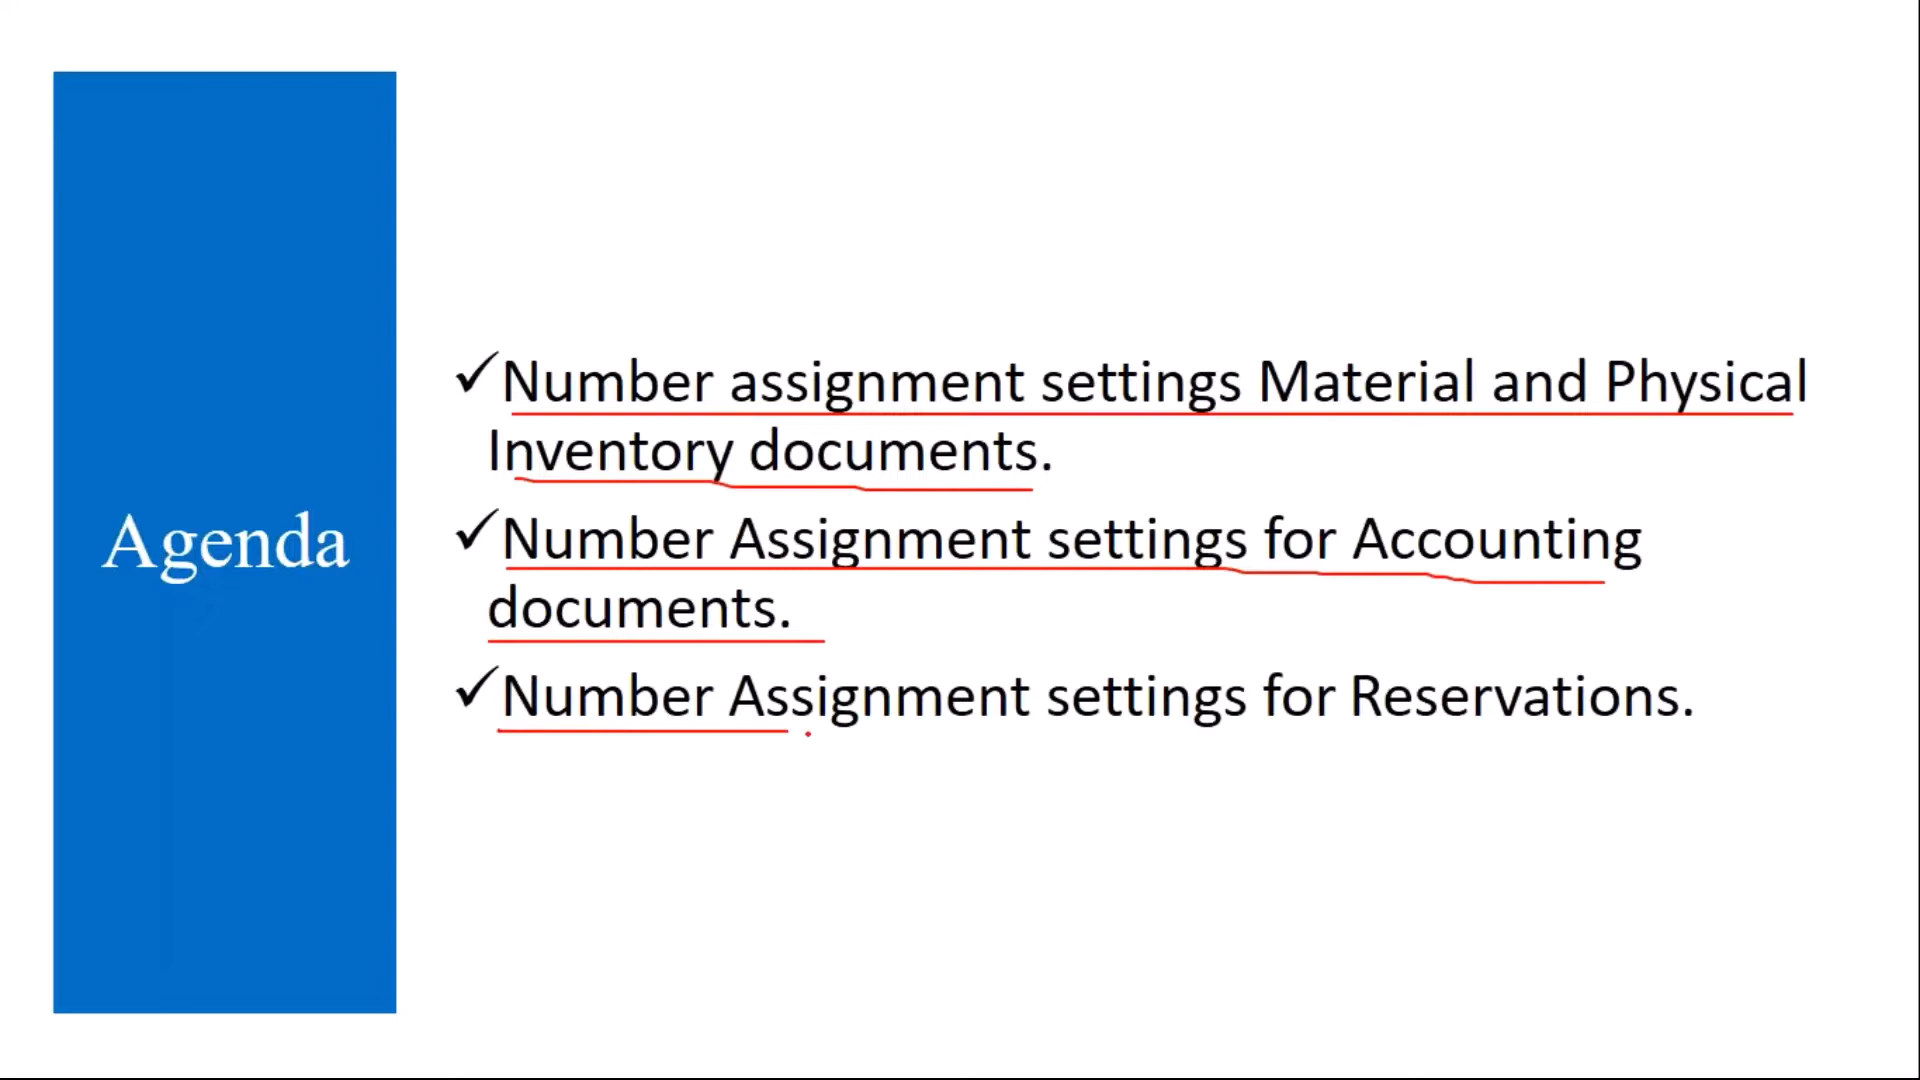 Agenda
✓Number assignment settings Material and Physical
Inventory documents.
✓Number Assignment settings for Accounting
documents.
✓Number Assignment settings for Reservations.